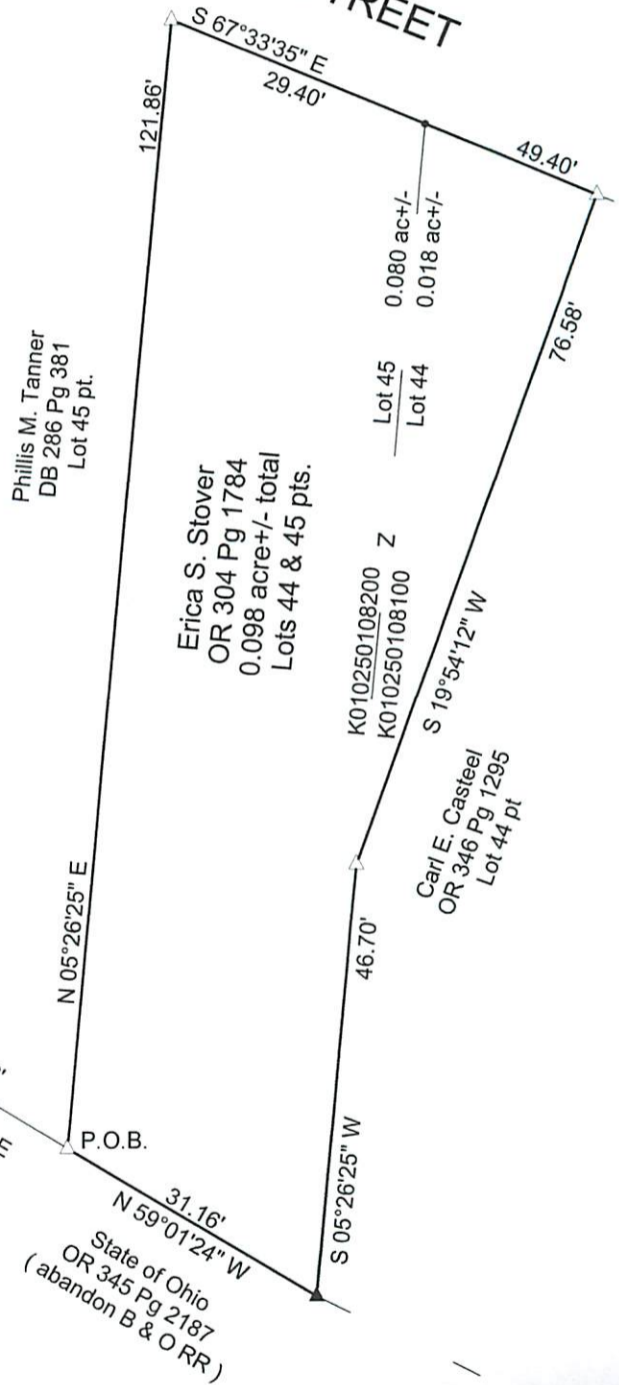 STREET
S 67°33'35" E
29.40'
49.40'
121.86'
Phillis M. Tanner
DB 286 Pg 381
Lot 45 pt.
0.080 ac+/-
0.018 ac+/-
Lot 45
Lot 44
76.58'
Erica S. Stover
OR 304 Pg 1784
0.098 acre+/- total
Lots 44 & 45 pts.
K010250108200
K010250108100
Z
S 19°54'12" W
Carl E. Casteel
OR 346 Pg 1295
Lot 44 pt
N 05°26'25" E
46.70'
S 05°26'25" W
P.O.B.
31.16'
N 59°01'24" W
State of Ohio
OR 345 Pg 2187
( abandon B & O RR )
E